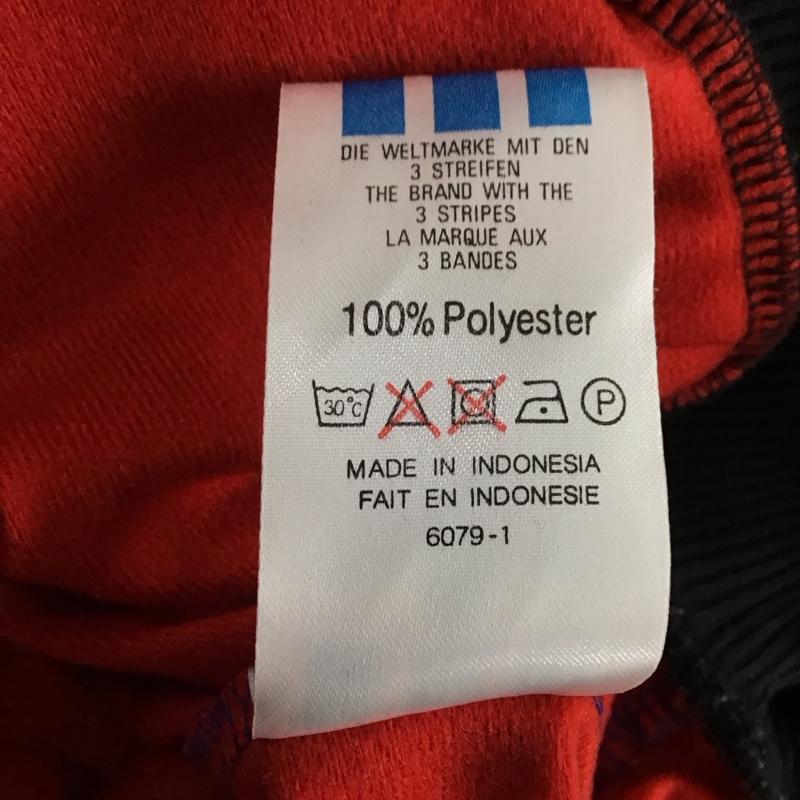 DIE WELTMARKE MIT DEN
3 STREIFEN
THE BRAND WITH THE
3 STRIPES
LA MARQUE AUX
3 BANDES
100% Polyester
30°C P
MADE IN INDONESIA
FAIT EN INDONESIE
6079-1